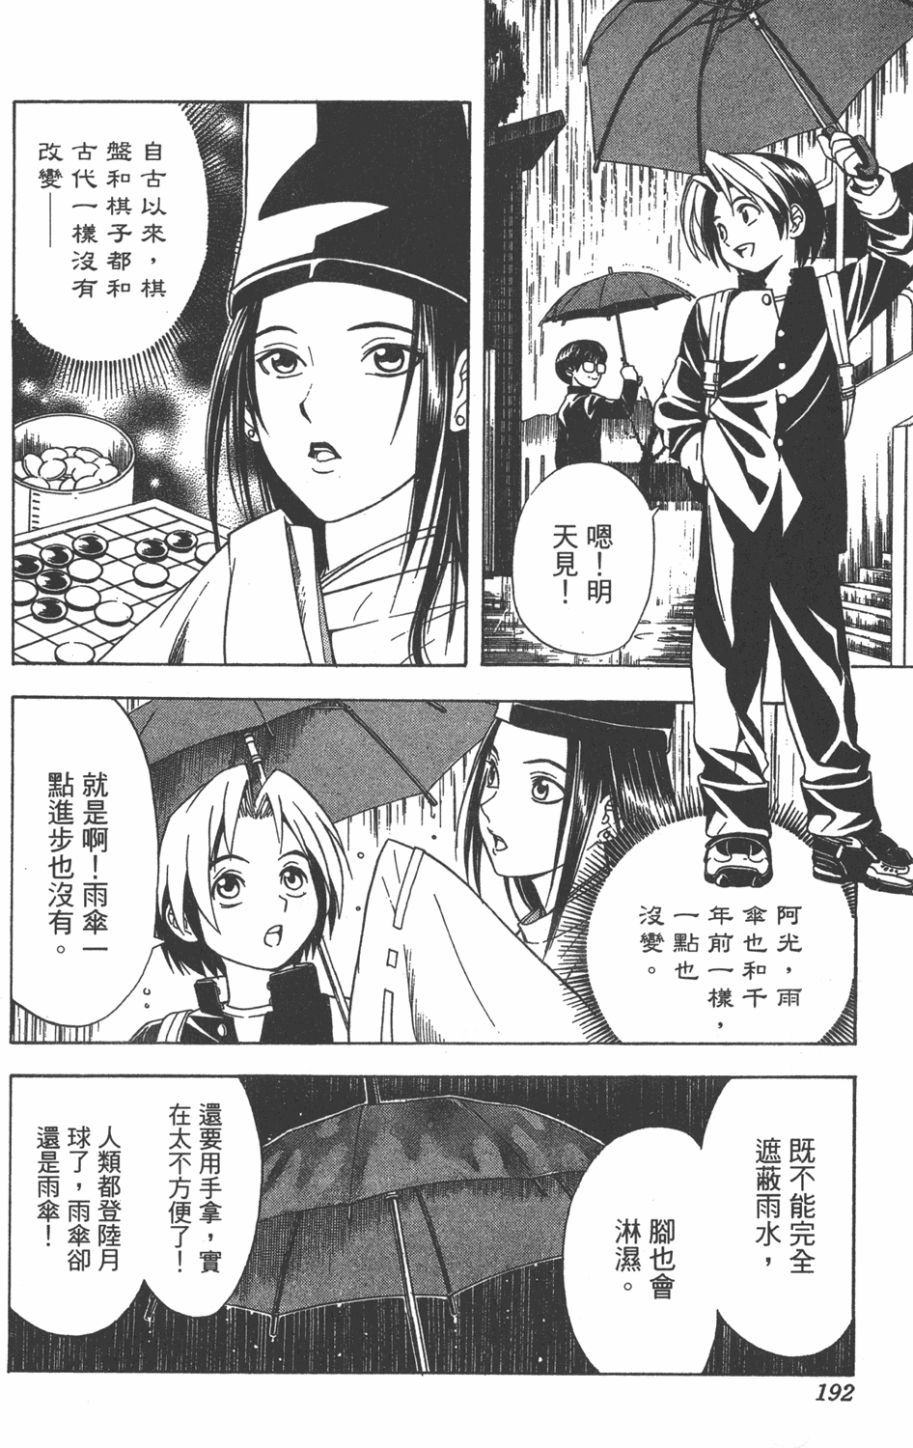 嗯！明
天見！
自古以來，棋
盤和棋子都和
古代一樣沒有
改變——
阿光，雨
傘也和千
年前一樣，
一點也
沒變。
就是啊！雨傘一
點進步也沒有。
既不能完全
遮蔽雨水，
腳也會
淋濕。
還要用手拿，實
在太不方便了！
人類都登陸月
球了，雨傘卻
還是雨傘！
192